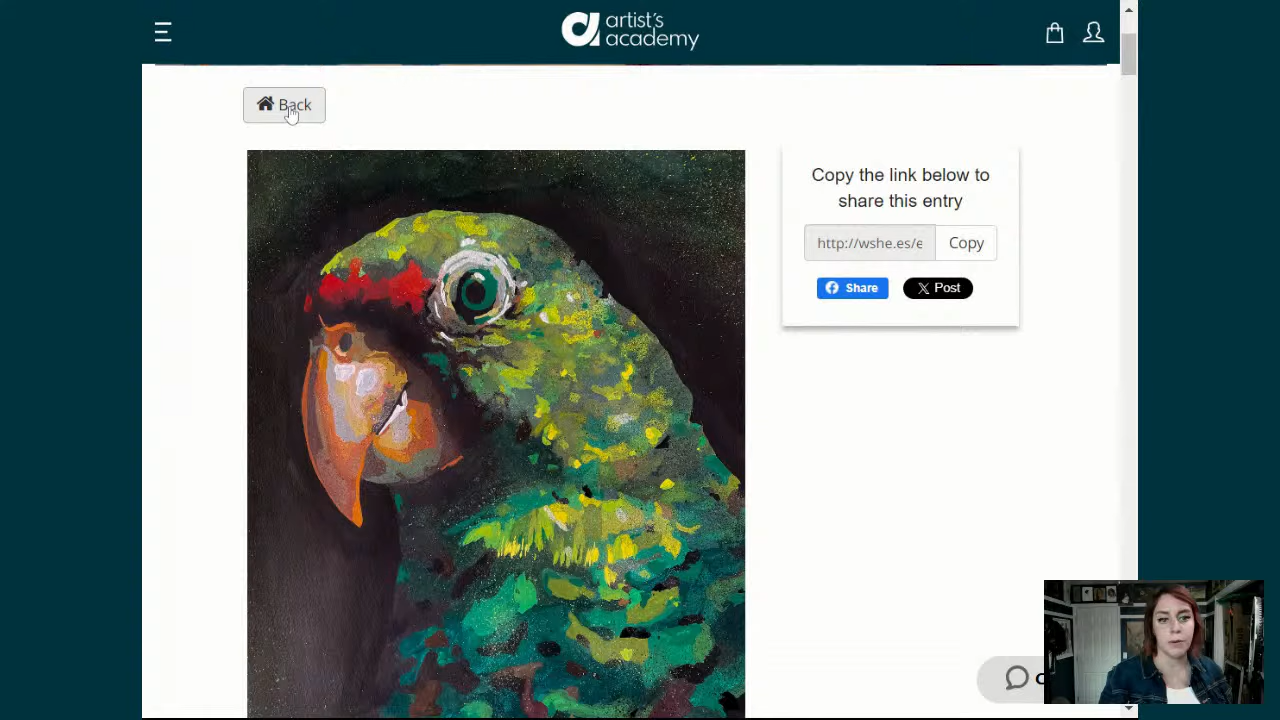 artist's
academy
Back
Copy the link below to
share this entry
http://wshe.es/e
Copy
Share
Post